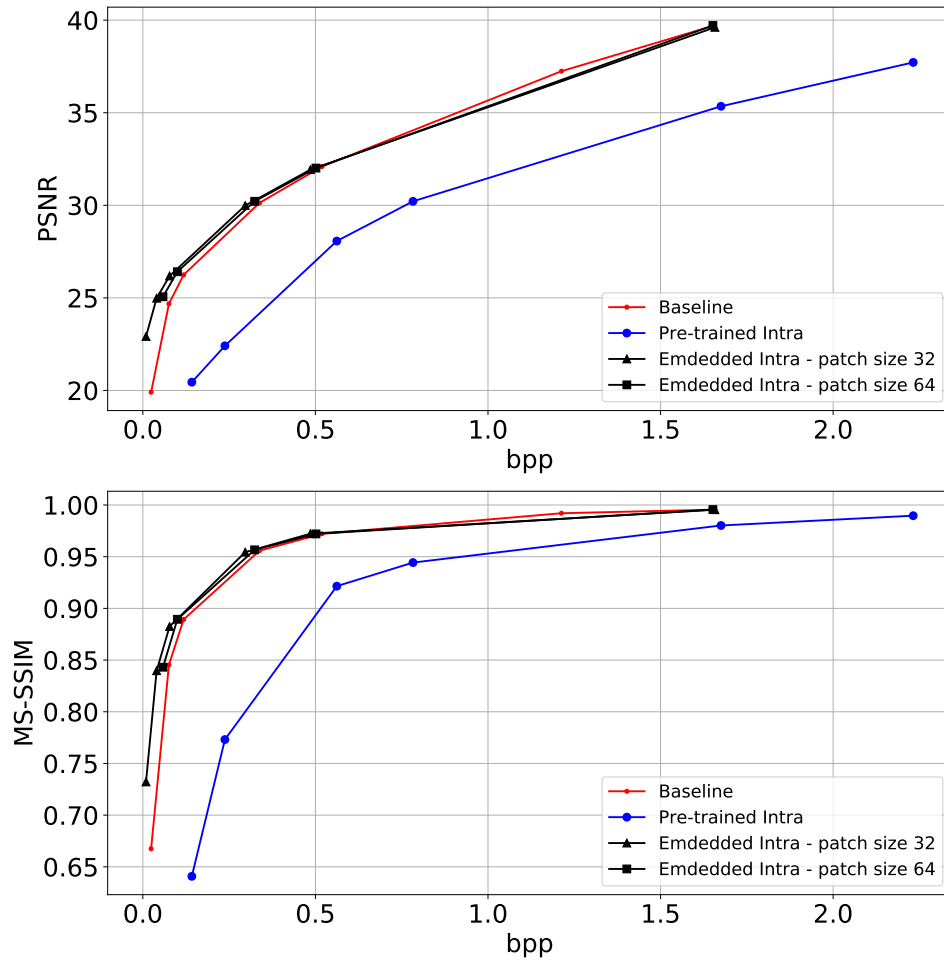 40
35
30
25
20
PSNR
0.0 0.5 1.0 1.5 2.0
bpp
Baseline
Pre-trained Intra
Emdedded Intra - patch size 32
Emdedded Intra - patch size 64
1.00
0.95
0.90
0.85
0.80
0.75
0.70
0.65
MS-SSIM
0.0 0.5 1.0 1.5 2.0
bpp
Baseline
Pre-trained Intra
Emdedded Intra - patch size 32
Emdedded Intra - patch size 64